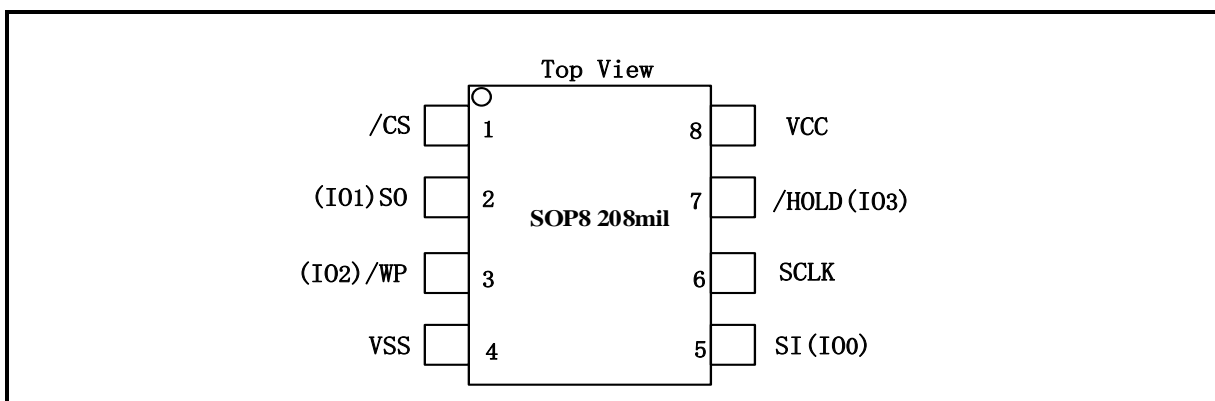 Top View
/CS 1 8 VCC
(IO1)SO 2 7 /HOLD(IO3)
SOP8 208mil
(IO2)/WP 3 6 SCLK
VSS 4 5 SI(IO0)